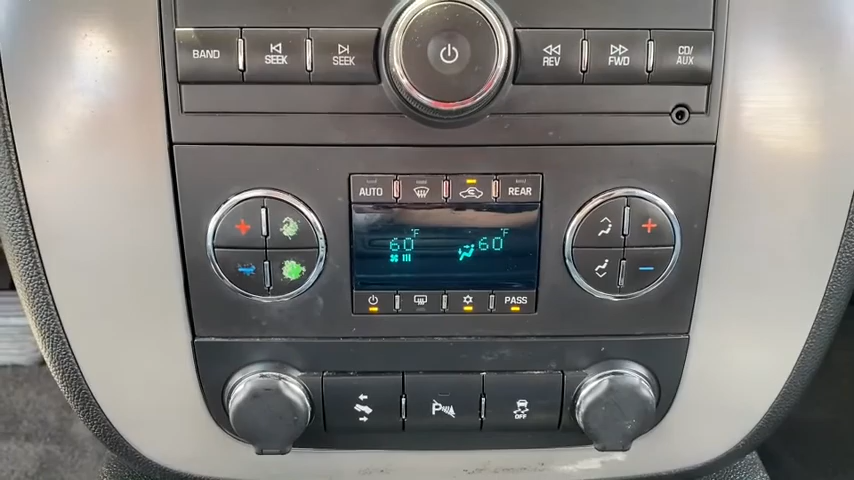 BAND SEEK SEEK REV FWD CD/
AUX
AUTO REAR
60°F 60°F
PASS
P OFF